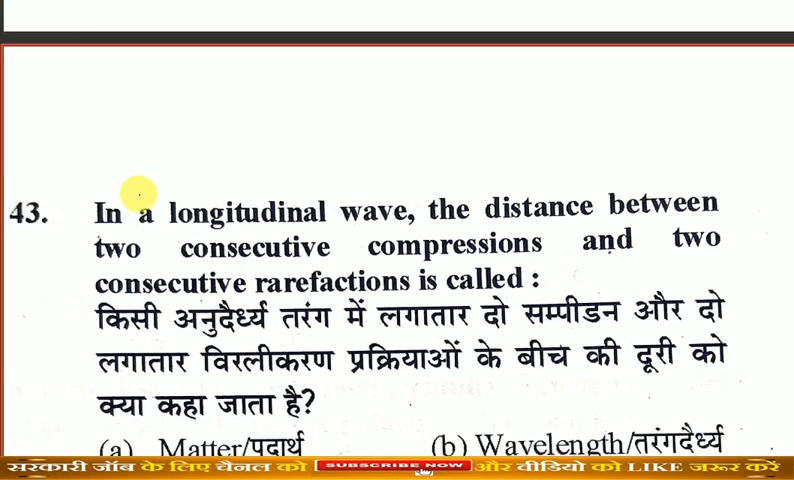 43. In a longitudinal wave, the distance between
two consecutive compressions and two
consecutive rarefactions is called :
किसी अनुदैर्ध्य तरंग में लगातार दो सम्पीडन और दो
लगातार विरलीकरण प्रक्रियाओं के बीच की दूरी को
क्या कहा जाता है?
(a) Matter/पदार्थ (b) Wavelength/तरंगदैर्ध्य
सरकारी जॉब के लिए चैनल को SUBSCRIBE NOW और वीडियो को LIKE जरूर करें